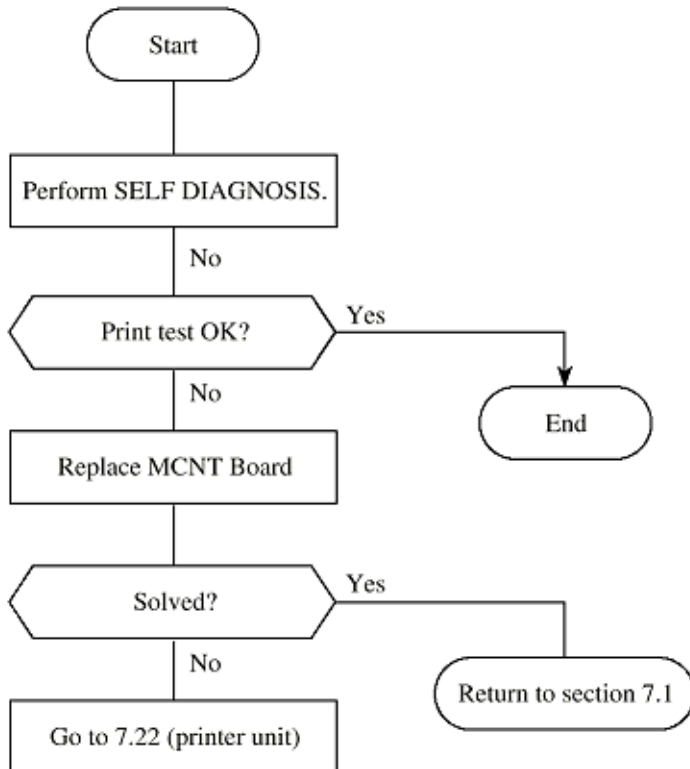 Start
Perform SELF DIAGNOSIS.
No
Print test OK?
Yes
No
End
Replace MCNT Board
Solved?
Yes
No
Return to section 7.1
Go to 7.22 (printer unit)